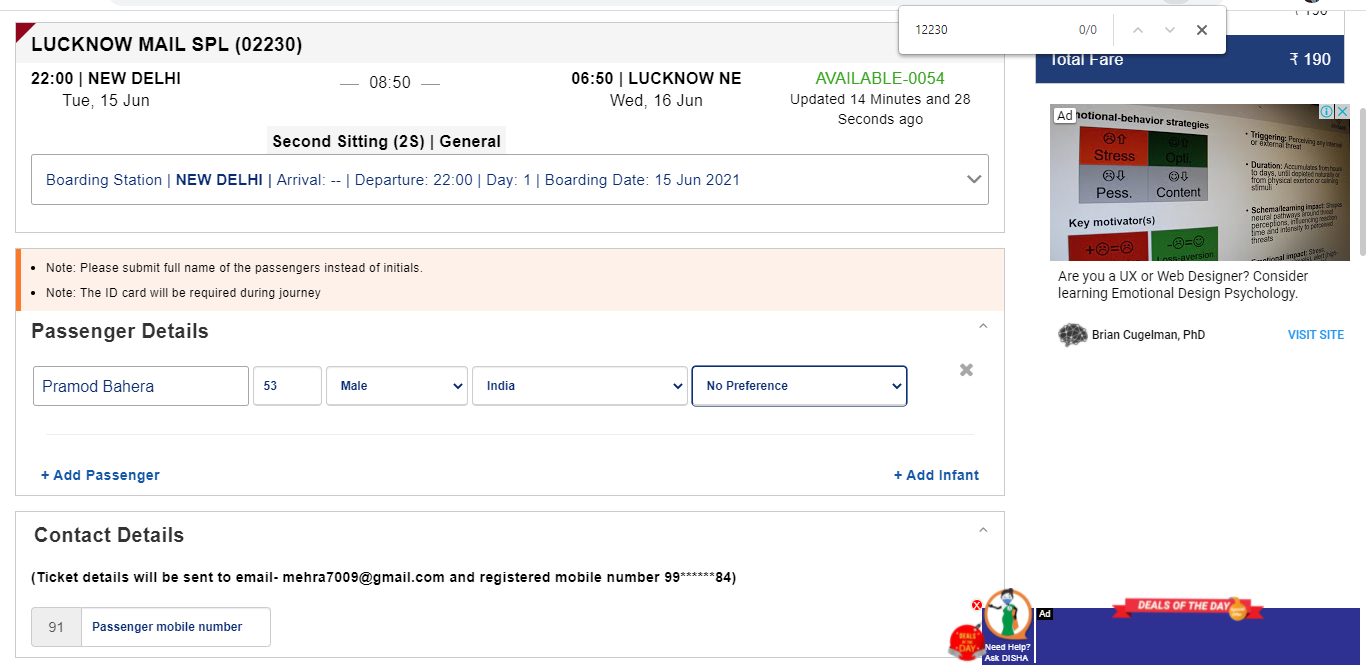 12230 0/0
LUCKNOW MAIL SPL (02230)
22:00 | NEW DELHI
Tue, 15 Jun
08:50
06:50 | LUCKNOW NE
Wed, 16 Jun
AVAILABLE-0054
Updated 14 Minutes and 28
Seconds ago
Second Sitting (2S) | General
Boarding Station | NEW DELHI | Arrival: -- | Departure: 22:00 | Day: 1 | Boarding Date: 15 Jun 2021
Note: Please submit full name of the passengers instead of initials.
Note: The ID card will be required during journey
Passenger Details
Pramod Bahera 53 Male India No Preference
+ Add Passenger + Add Infant
Contact Details
(Ticket details will be sent to email- mehra7009@gmail.com and registered mobile number 99******84)
91 Passenger mobile number
Total Fare ₹ 190
Ad
otional-behavior strategies
Stress Opti.
Pess. Content
Key motivator(s)
• Triggering: Perceiving any internal
or external threat
• Duration: Accumulates from hours
to days, until depleted naturally or
from physical exertion or calming
stimuli
• Schema/learning impact: Shapes
neural pathways around threat
perceptions, influencing reaction
time and intensity to perceived
threats
Are you a UX or Web Designer? Consider
learning Emotional Design Psychology.
Brian Cugelman, PhD VISIT SITE
DEALS OF THE DAY
Need Help?
Ask DISHA
Ad
DEALS OF THE DAY